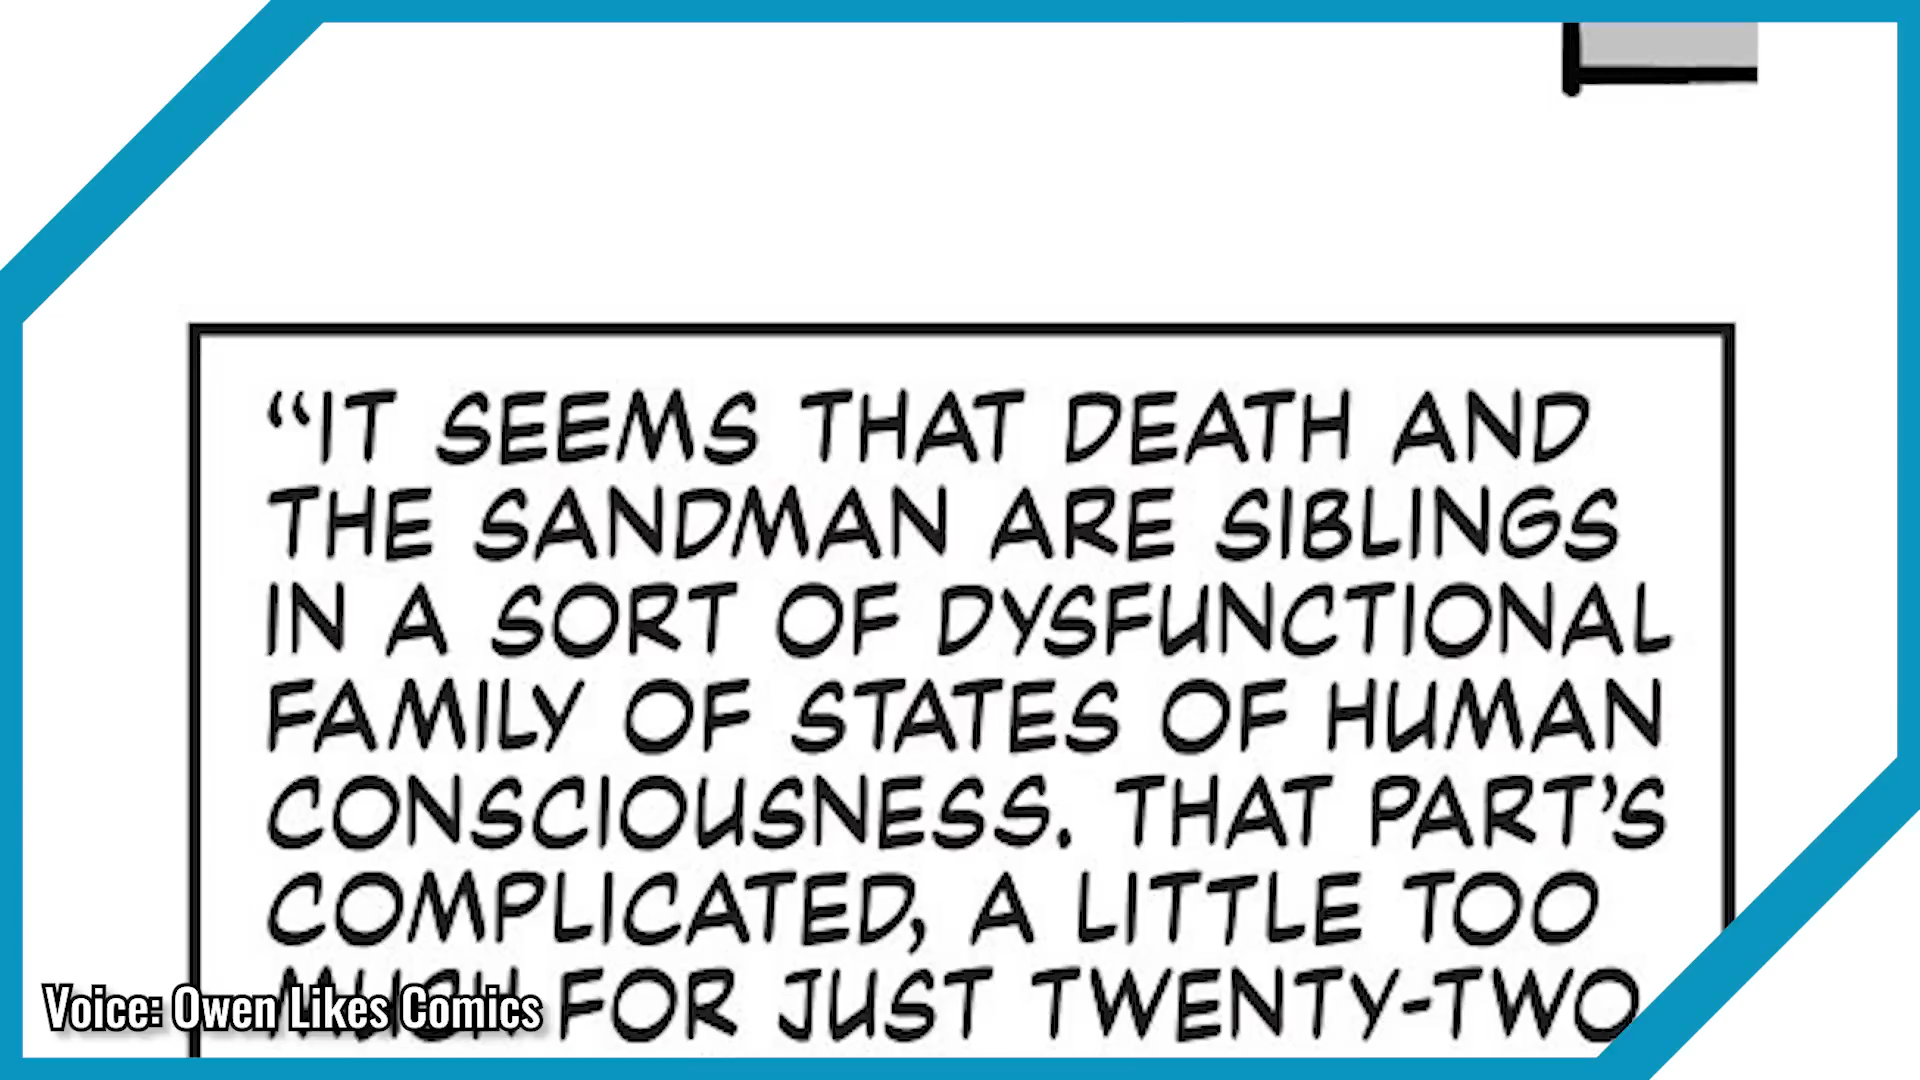 “IT SEEMS THAT DEATH AND
THE SANDMAN ARE SIBLINGS
IN A SORT OF DYSFUNCTIONAL
FAMILY OF STATES OF HUMAN
CONSCIOUSNESS. THAT PART’S
COMPLICATED, A LITTLE TOO
MUCH FOR JUST TWENTY-TWO
Voice: Owen Likes Comics